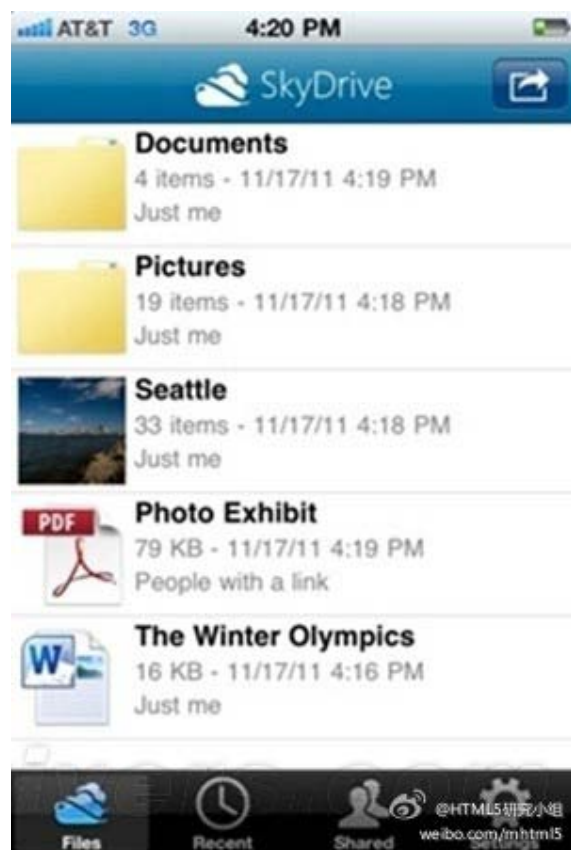 AT&T 3G 4:20 PM
SkyDrive
Documents
4 items - 11/17/11 4:19 PM
Just me
Pictures
19 items - 11/17/11 4:18 PM
Just me
Seattle
33 items - 11/17/11 4:18 PM
Just me
PDF
Photo Exhibit
79 KB - 11/17/11 4:19 PM
People with a link
W
The Winter Olympics
16 KB - 11/17/11 4:16 PM
Just me
@HTML5研究小组
weibo.com/mhtml5
Files Recent Shared Settings